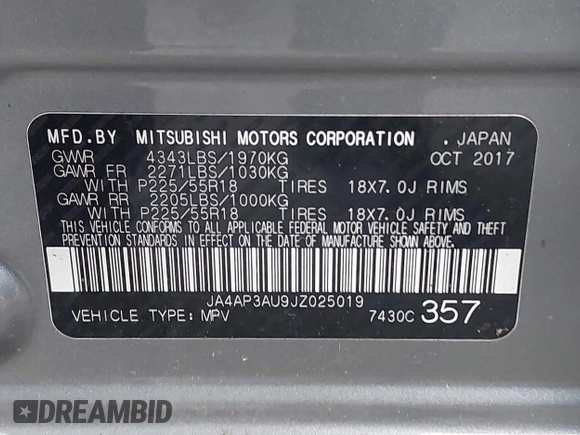 MFD.BY MITSUBISHI MOTORS CORPORATION .JAPAN
GVWR 4343LBS/1970KG OCT 2017
GAWR FR 2271LBS/1030KG
WITH P225/55R18 TIRES 18X7.0J RIMS
GAWR RR 2205LBS/1000KG
WITH P225/55R18 TIRES 18X7.0J RIMS
THIS VEHICLE CONFORMS TO ALL APPLICABLE FEDERAL MOTOR VEHICLE SAFETY AND THEFT
PREVENTION STANDARDS IN EFFECT ON THE DATE OF MANUFACTURE SHOWN ABOVE.
JA4AP3AU9JZ025019
VEHICLE TYPE: MPV 7430C 357
DREAMBID